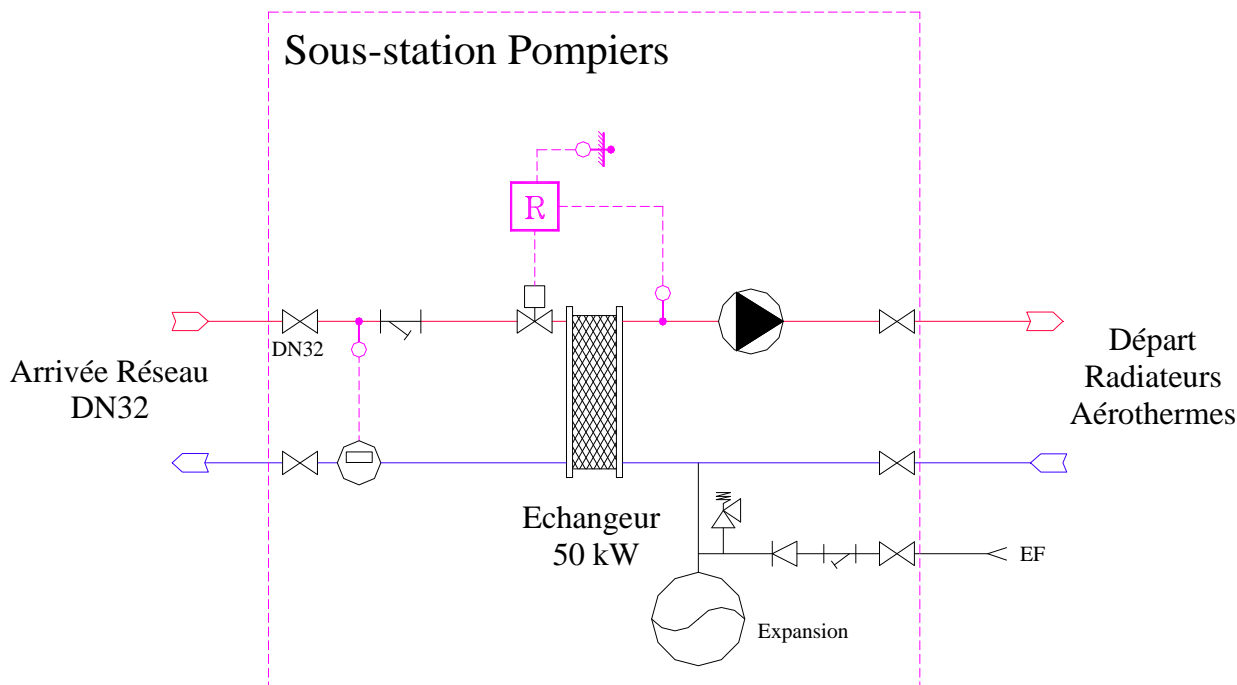 Sous-station Pompiers
R
DN32
Arrivée Réseau
DN32
Départ
Radiateurs
Aérothermes
Echangeur
50 kW
EF
Expansion